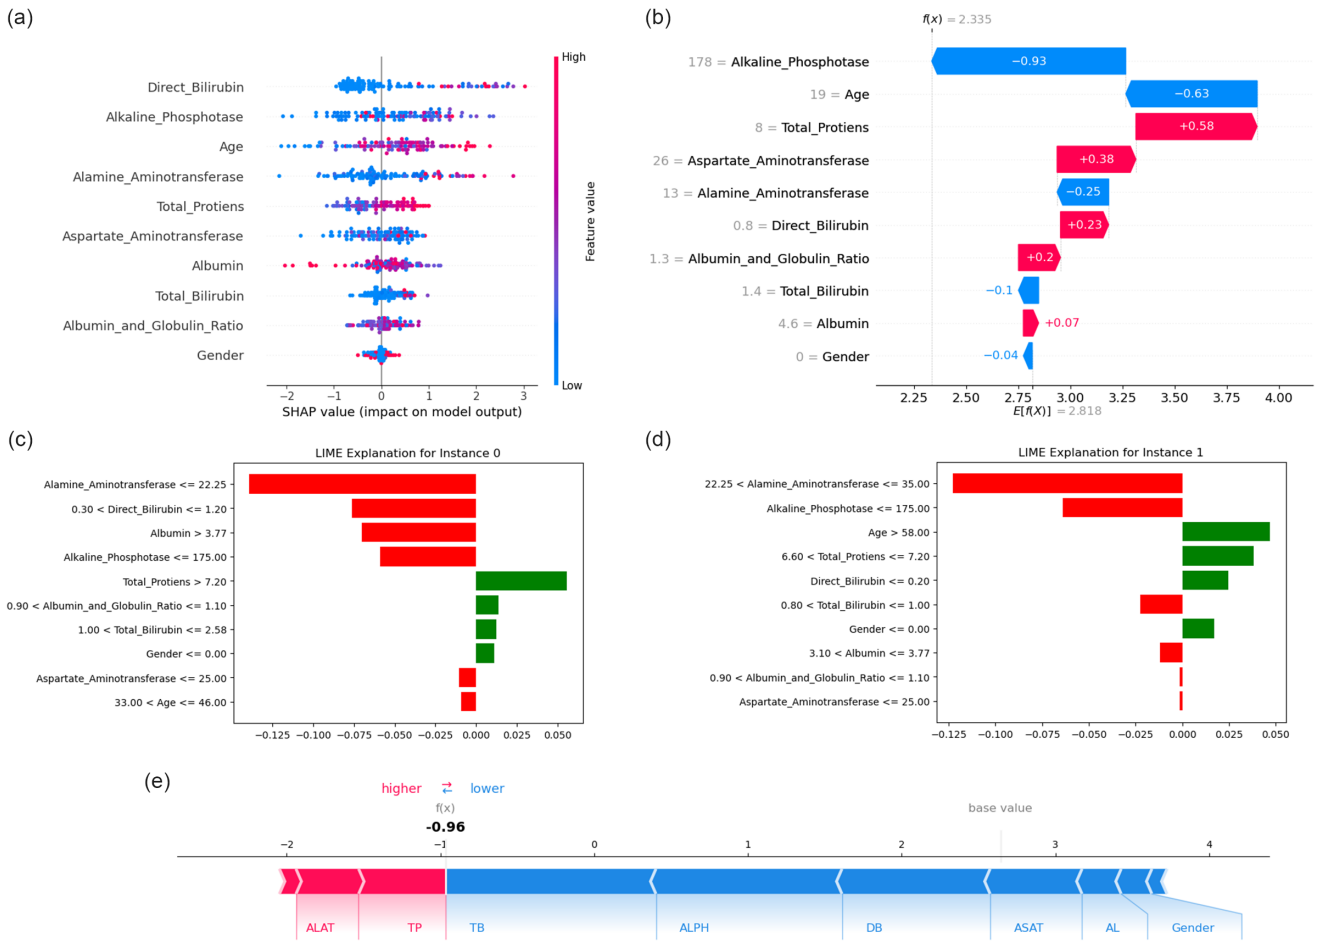 (a)
High
Direct_Bilirubin
Alkaline_Phosphotase
Age
Alamine_Aminotransferase
Total_Protiens
Aspartate_Aminotransferase
Albumin
Total_Bilirubin
Albumin_and_Globulin_Ratio
Gender
Feature value
Low
−2 −1 0 1 2 3
SHAP value (impact on model output)
(b)
f(x) = 2.335
178 = Alkaline_Phosphotase −0.93
19 = Age −0.63
8 = Total_Protiens +0.58
26 = Aspartate_Aminotransferase +0.38
13 = Alamine_Aminotransferase −0.25
0.8 = Direct_Bilirubin +0.23
1.3 = Albumin_and_Globulin_Ratio +0.2
1.4 = Total_Bilirubin −0.1
4.6 = Albumin +0.07
0 = Gender −0.04
2.25 2.50 2.75 3.00 3.25 3.50 3.75 4.00
E[f(X)] = 2.818
(c)
LIME Explanation for Instance 0
Alamine_Aminotransferase <= 22.25
0.30 < Direct_Bilirubin <= 1.20
Albumin > 3.77
Alkaline_Phosphotase <= 175.00
Total_Protiens > 7.20
0.90 < Albumin_and_Globulin_Ratio <= 1.10
1.00 < Total_Bilirubin <= 2.58
Gender <= 0.00
Aspartate_Aminotransferase <= 25.00
33.00 < Age <= 46.00
−0.125 −0.100 −0.075 −0.050 −0.025 0.000 0.025 0.050
(d)
LIME Explanation for Instance 1
22.25 < Alamine_Aminotransferase <= 35.00
Alkaline_Phosphotase <= 175.00
Age > 58.00
6.60 < Total_Protiens <= 7.20
Direct_Bilirubin <= 0.20
0.80 < Total_Bilirubin <= 1.00
Gender <= 0.00
3.10 < Albumin <= 3.77
0.90 < Albumin_and_Globulin_Ratio <= 1.10
Aspartate_Aminotransferase <= 25.00
−0.125 −0.100 −0.075 −0.050 −0.025 0.000 0.025 0.050
(e)
higher ⇄ lower
f(x)
base value
-0.96
−2 −1 0 1 2 3 4
ALAT TP TB ALPH DB ASAT AL Gender